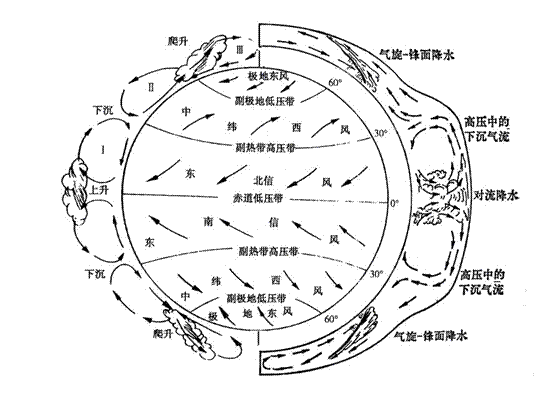 爬升
Ⅲ
气旋-锋面降水
极地东风
60°
Ⅱ
副极地低压带
下沉
中 纬 西 风
30°
高压中的
下沉气流
副热带高压带
Ⅰ
东 北信 风
上升
赤道低压带
0°
对流降水
东 南 信 风
副热带高压带
下沉
30°
高压中的
下沉气流
中 纬 西 风
副极地低压带
极 地 东 风
60°
爬升
气旋-锋面降水